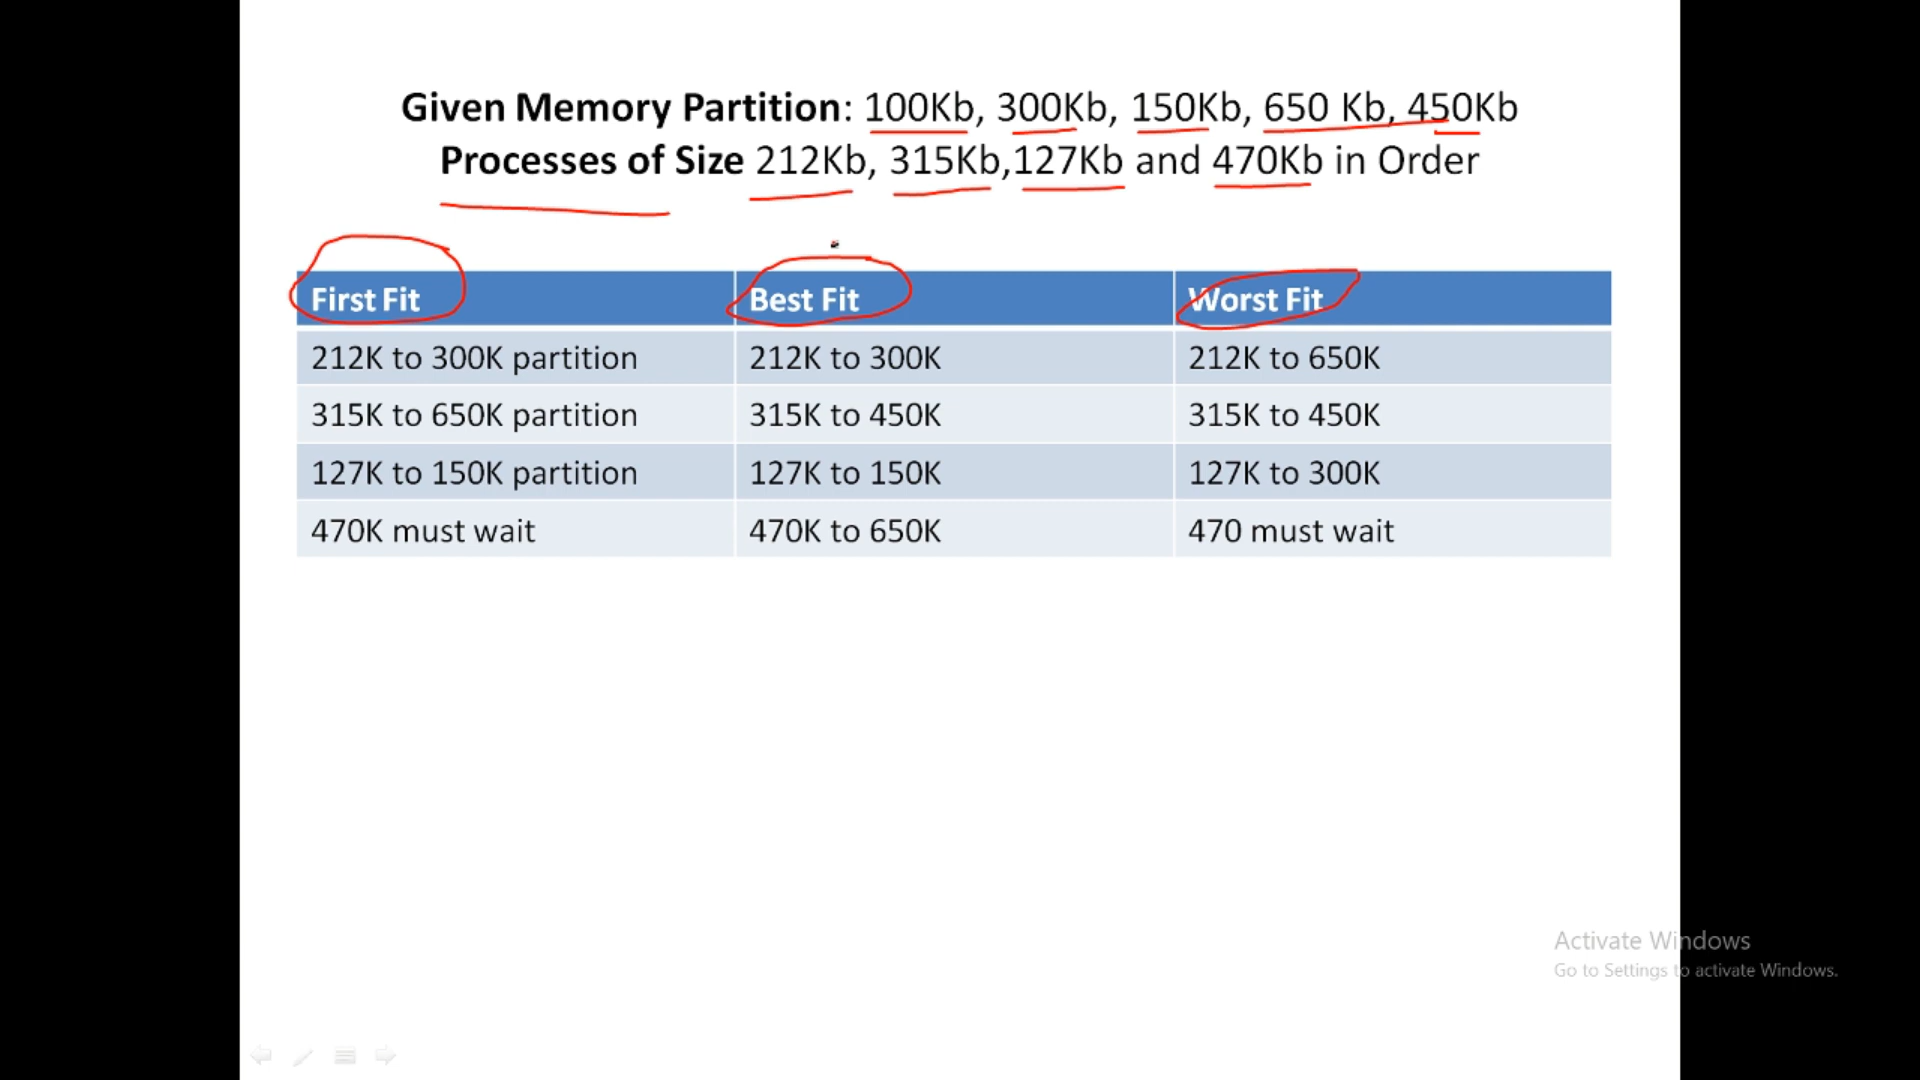 Given Memory Partition: 100Kb, 300Kb, 150Kb, 650 Kb, 450Kb
Processes of Size 212Kb, 315Kb,127Kb and 470Kb in Order
First Fit Best Fit Worst Fit
212K to 300K partition 212K to 300K 212K to 650K
315K to 650K partition 315K to 450K 315K to 450K
127K to 150K partition 127K to 150K 127K to 300K
470K must wait 470K to 650K 470 must wait
Activate Windows
Go to Settings to activate Windows.